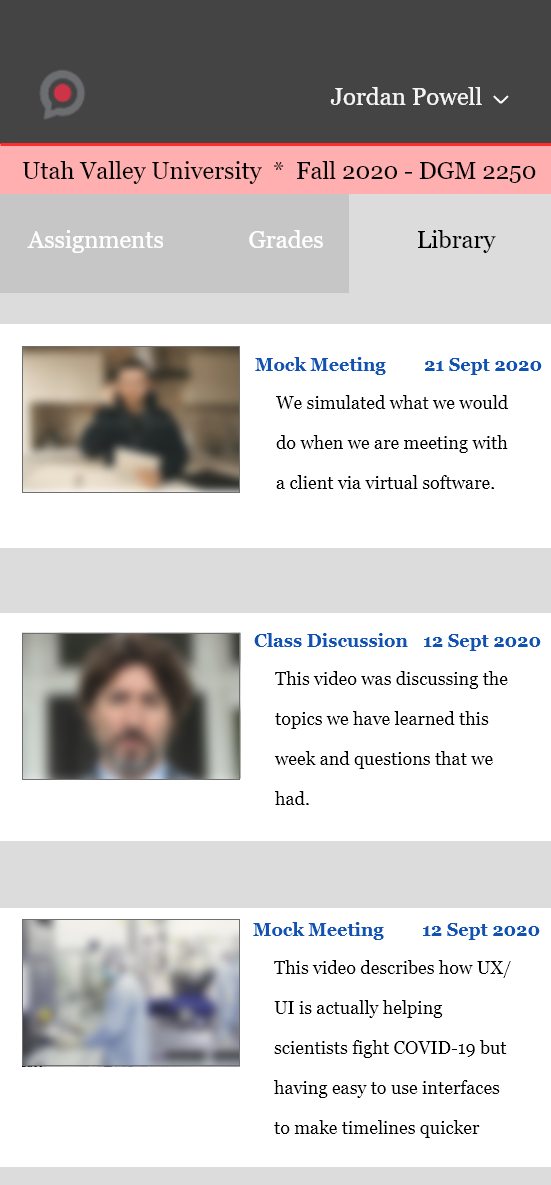 Jordan Powell
Utah Valley University * Fall 2020 - DGM 2250
Assignments Grades Library
Mock Meeting 21 Sept 2020
We simulated what we would
do when we are meeting with
a client via virtual software.
Class Discussion 12 Sept 2020
This video was discussing the
topics we have learned this
week and questions that we
had.
Mock Meeting 12 Sept 2020
This video describes how UX/
UI is actually helping
scientists fight COVID-19 but
having easy to use interfaces
to make timelines quicker